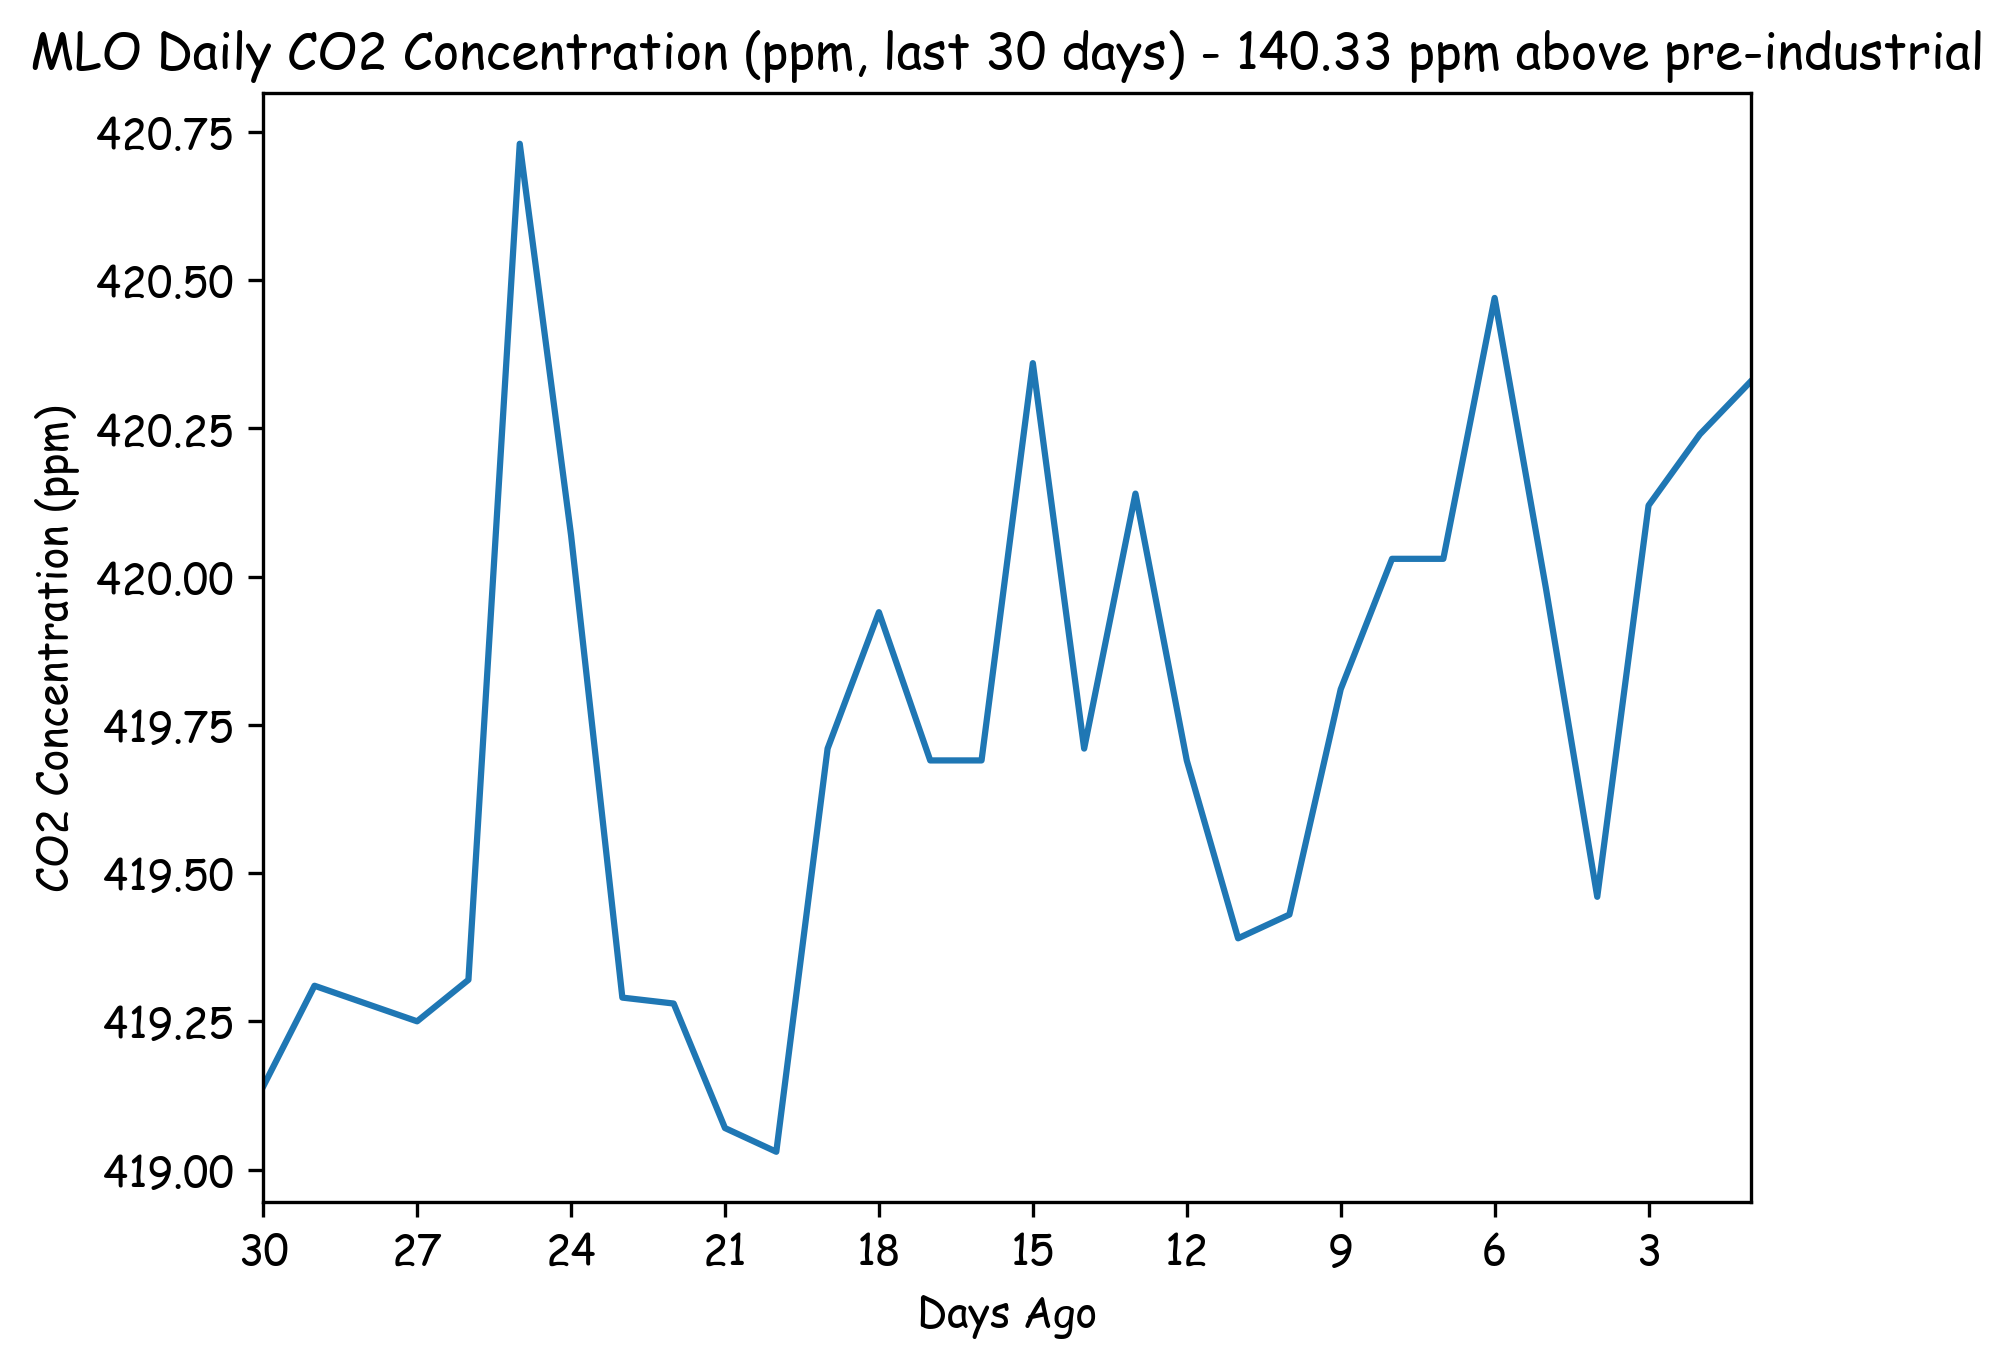 MLO Daily CO2 Concentration (ppm, last 30 days) - 140.33 ppm above pre-industrial
CO2 Concentration (ppm)
420.75
420.50
420.25
420.00
419.75
419.50
419.25
419.00
30 27 24 21 18 15 12 9 6 3
Days Ago